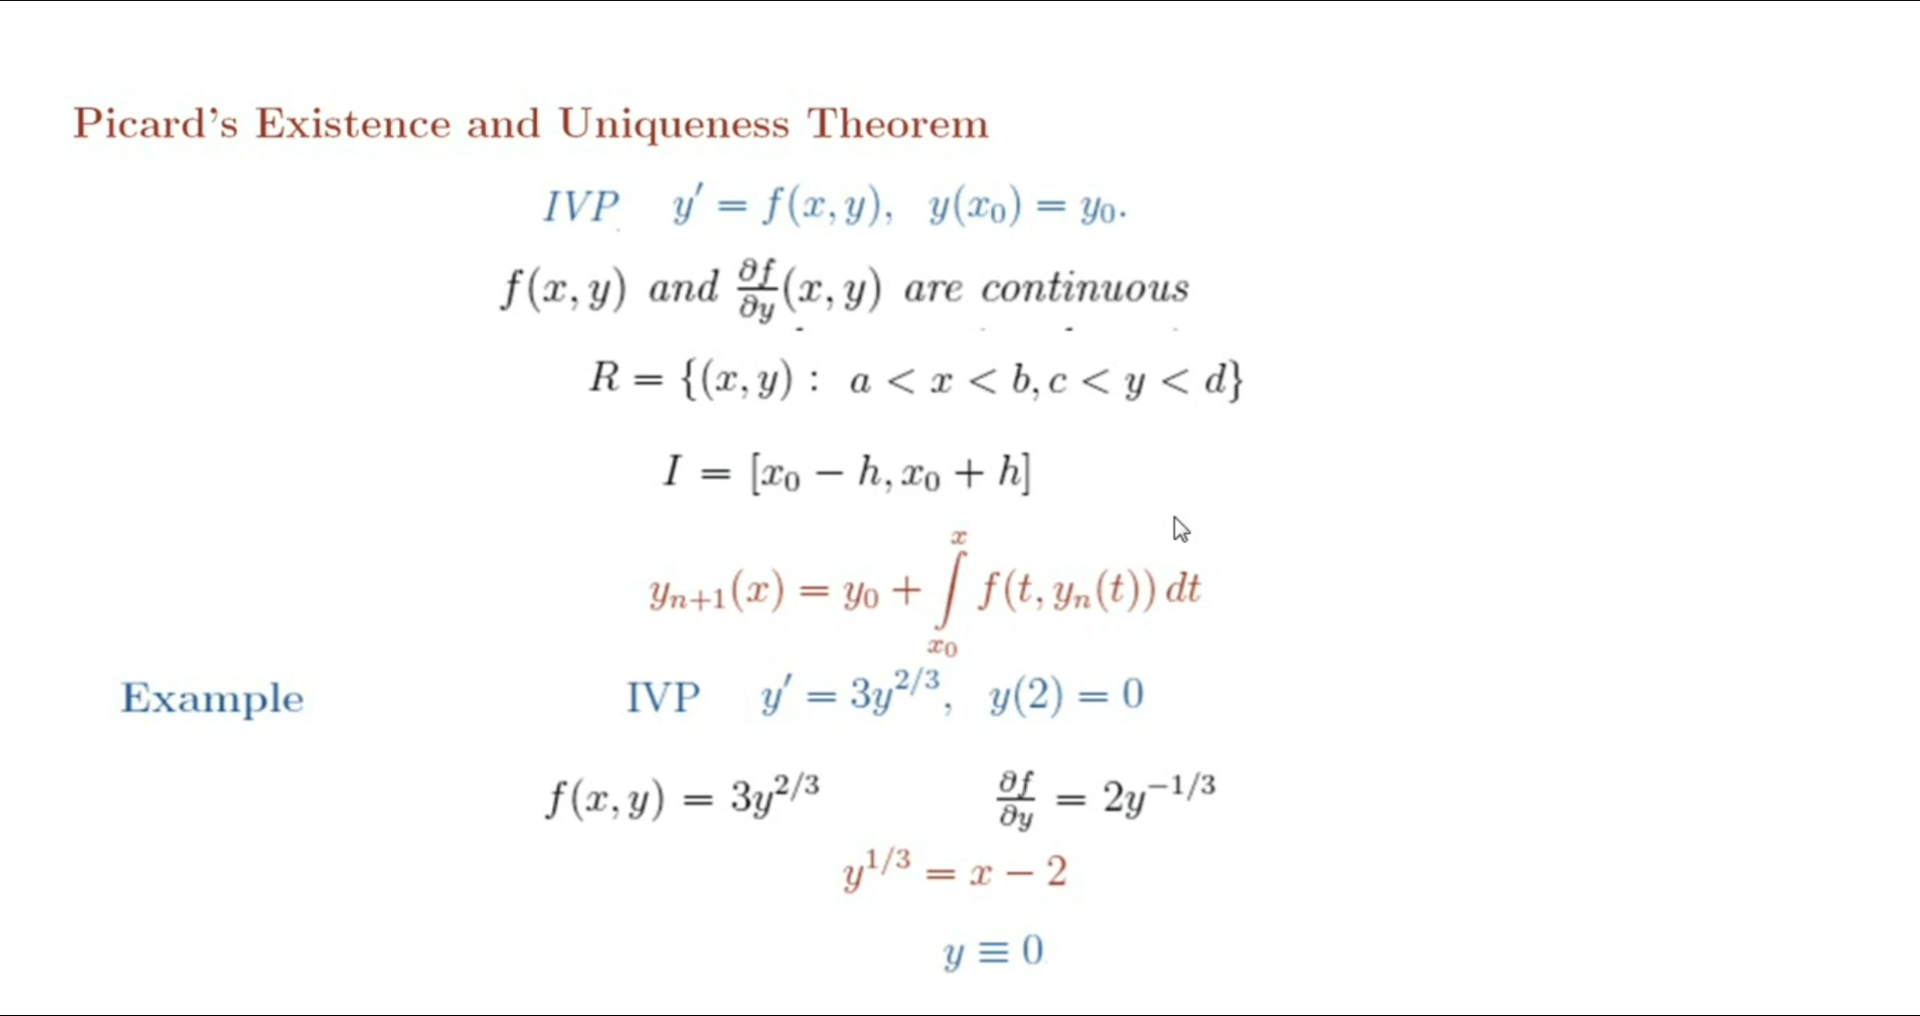 Picard's Existence and Uniqueness Theorem
IVP y′ = f(x, y), y(x₀) = y₀.
f(x, y) and ∂f/∂y (x, y) are continuous
R = {(x, y) : a < x < b, c < y < d}
I = [x₀ − h, x₀ + h]
yₙ₊₁(x) = y₀ + ∫ₓ₀ˣ f(t, yₙ(t)) dt
Example IVP y′ = 3y^{2/3}, y(2) = 0
f(x, y) = 3y^{2/3} ∂f/∂y = 2y^{−1/3}
y^{1/3} = x − 2
y ≡ 0